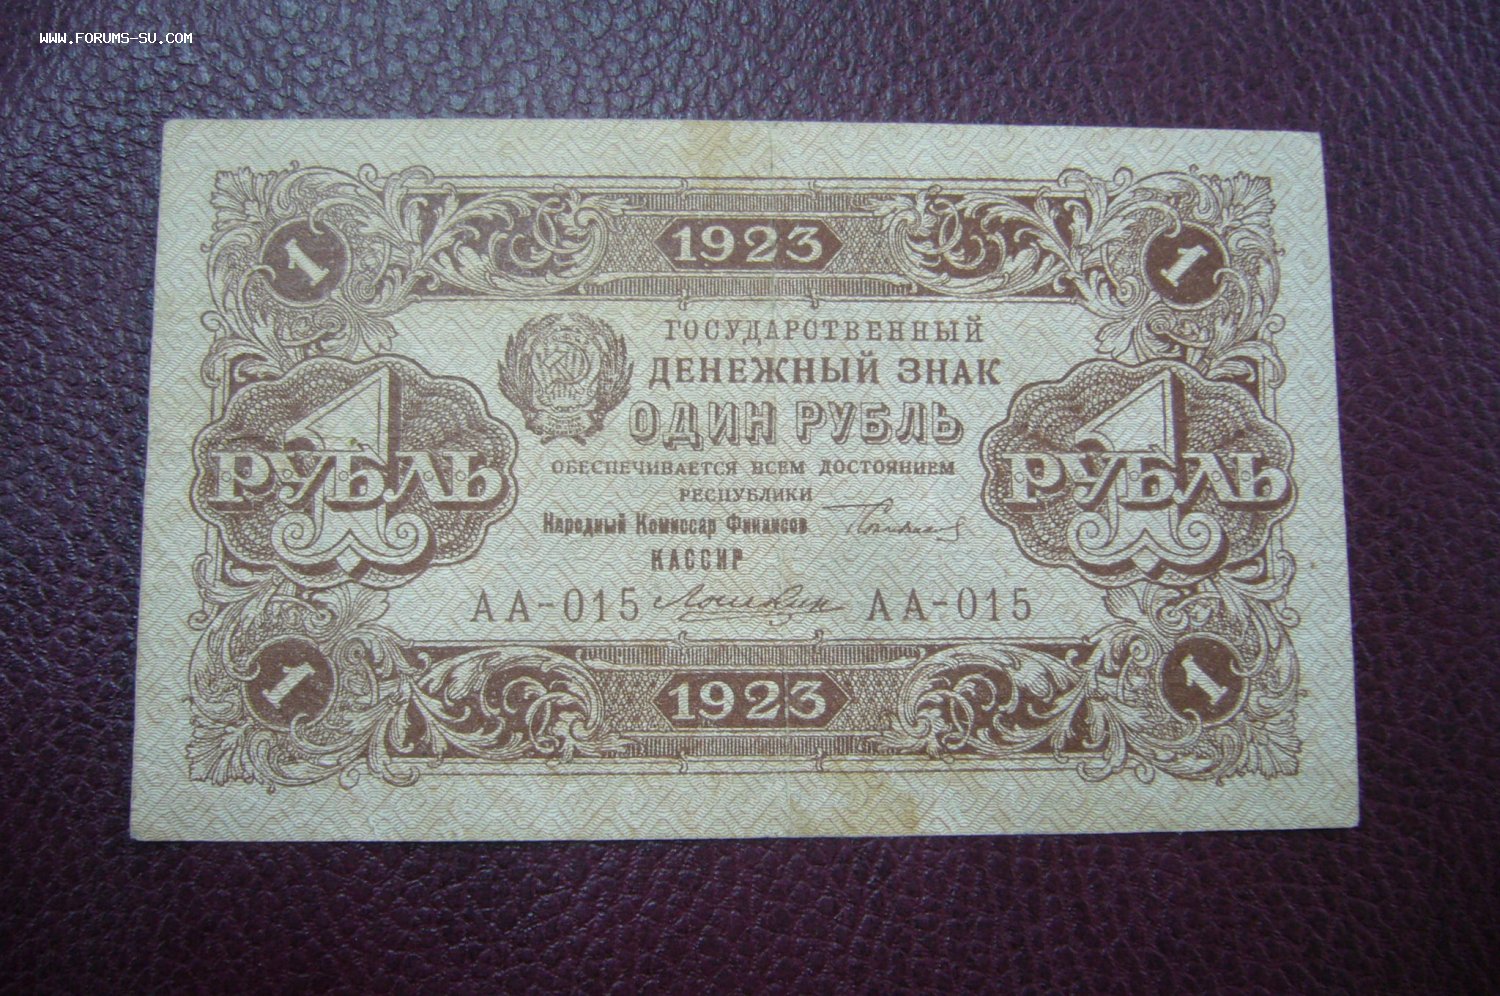 WWW.FORUMS-SU.COM
1 1923 1
ГОСУДАРСТВЕННЫЙ
ДЕНЕЖНЫЙ ЗНАК
ОДИН РУБЛЬ
1 РУБЛЬ
1 РУБЛЬ
ОБЕСПЕЧИВАЕТСЯ ВСЕМ ДОСТОЯНИЕМ
РЕСПУБЛИКИ
Народный Комиссар Финансов
КАССИР
АА-015 Лошкин АА-015
1 1923 1